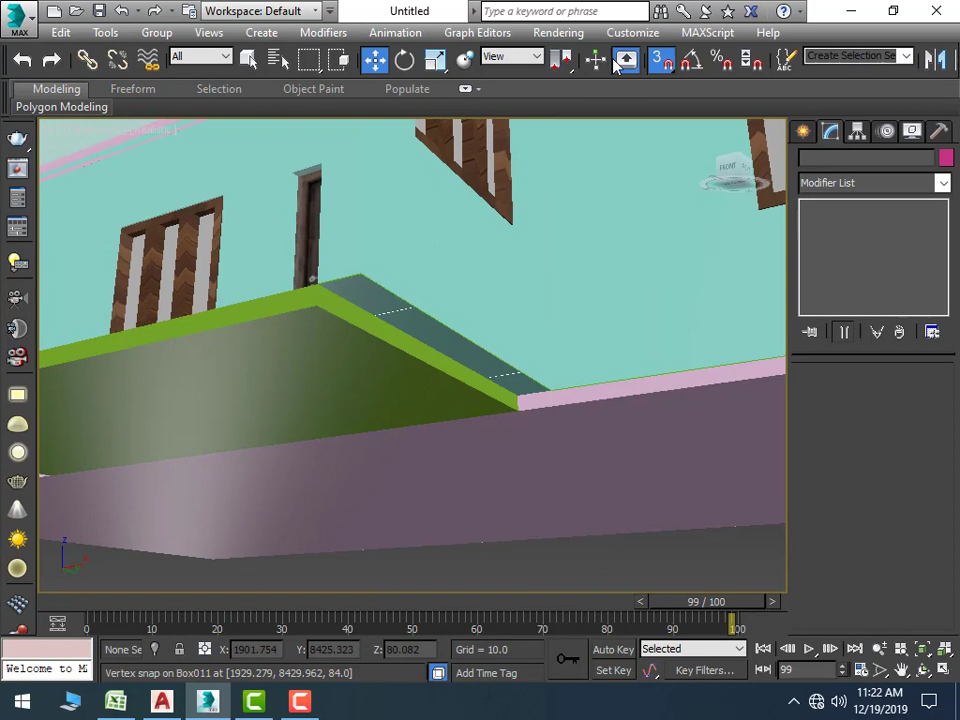 MAX
Workspace: Default
Untitled
Type a keyword or phrase
Edit
Tools
Group
Views
Create
Modifiers
Animation
Graph Editors
Rendering
Customize
MAXScript
Help
All
View
3
Create Selection Se
Modeling
Freeform
Selection
Object Paint
Populate
Polygon Modeling
FRONT
Modifier List
z
99 / 100
0
10
20
30
40
50
60
70
80
90
100
None Se
X: 1901.754
Y: 8425.323
Z: 80.082
Grid = 10.0
Auto Key
Selected
Welcome to M
Vertex snap on Box011 at [1929.279, 8429.962, 84.0]
Add Time Tag
Set Key
Key Filters...
99
11:22 AM
12/19/2019